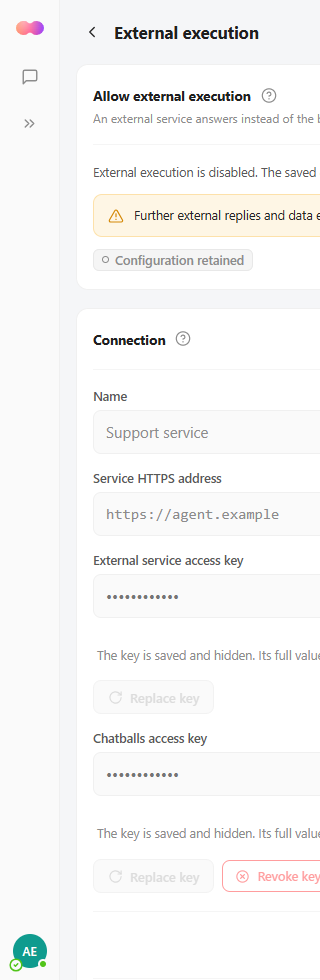 External execution
Allow external execution
An external service answers instead of the
External execution is disabled. The saved
Further external replies and data
Configuration retained
Connection
Name
Support service
Service HTTPS address
https://agent.example
External service access key
••••••••••••
The key is saved and hidden. Its full value
Replace key
Chatballs access key
••••••••••••
The key is saved and hidden. Its full value
Replace key
Revoke key
AE